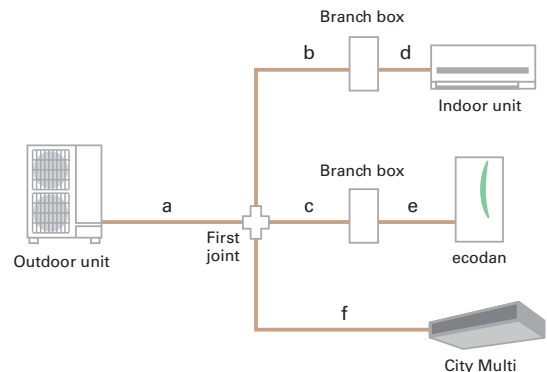 Branch box
b
d
Indoor unit
Branch box
a
c
e
First
joint
Outdoor unit
ecodan
f
City Multi